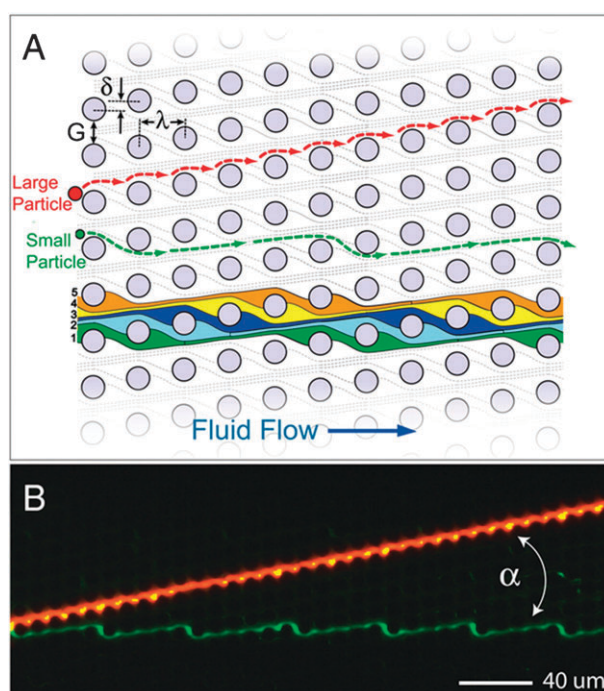 A
δ
G
λ
Large
Particle
Small
Particle
5
4
3
2
1
Fluid Flow
B
α
40 um